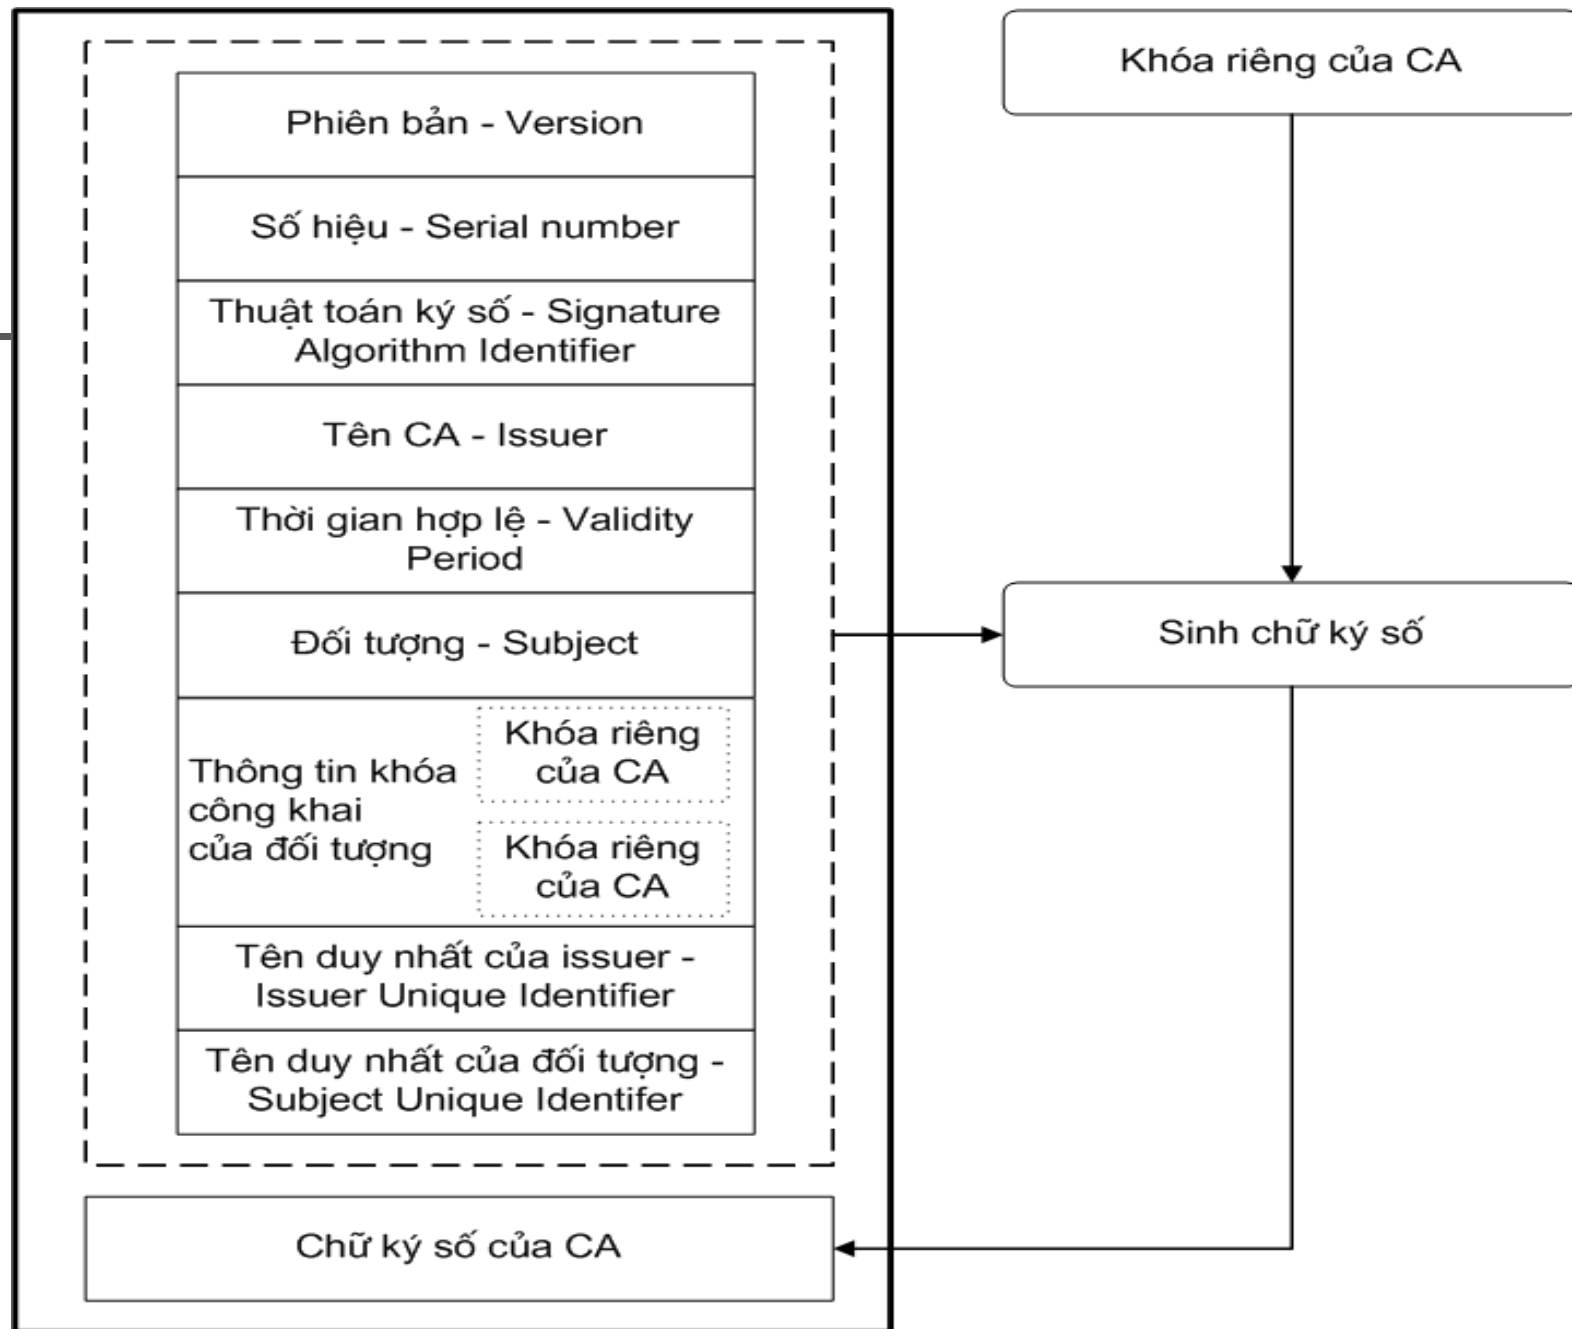 Phiên bản - Version
Số hiệu - Serial number
Thuật toán ký số - Signature
Algorithm Identifier
Tên CA - Issuer
Thời gian hợp lệ - Validity
Period
Đối tượng - Subject
Thông tin khóa
công khai
của đối tượng
Khóa riêng
của CA
Khóa riêng
của CA
Tên duy nhất của issuer -
Issuer Unique Identifier
Tên duy nhất của đối tượng -
Subject Unique Identifer
Chữ ký số của CA
Khóa riêng của CA
Sinh chữ ký số